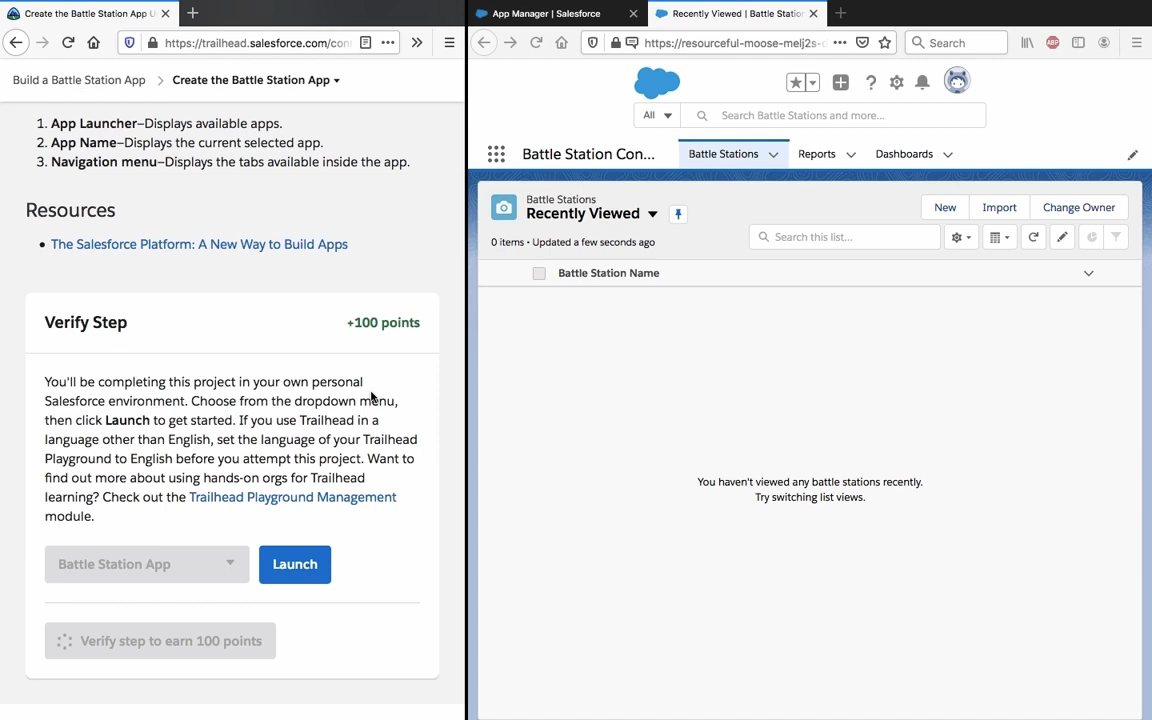 Create the Battle Station App U
https://trailhead.salesforce.com/con
Build a Battle Station App
Create the Battle Station App
1. App Launcher–Displays available apps.
2. App Name–Displays the current selected app.
3. Navigation menu–Displays the tabs available inside the app.
Resources
• The Salesforce Platform: A New Way to Build Apps
Verify Step
+100 points
You'll be completing this project in your own personal
Salesforce environment. Choose from the dropdown menu,
then click Launch to get started. If you use Trailhead in a
language other than English, set the language of your Trailhead
Playground to English before you attempt this project. Want to
find out more about using hands-on orgs for Trailhead
learning? Check out the Trailhead Playground Management
module.
Battle Station App
Launch
Verify step to earn 100 points
App Manager | Salesforce
Recently Viewed | Battle Station
https://resourceful-moose-melj2s-
Search
ABP
All
Search Battle Stations and more...
Battle Station Con...
Battle Stations
Reports
Dashboards
Battle Stations
Recently Viewed
New
Import
Change Owner
0 items • Updated a few seconds ago
Search this list...
Battle Station Name
You haven't viewed any battle stations recently.
Try switching list views.